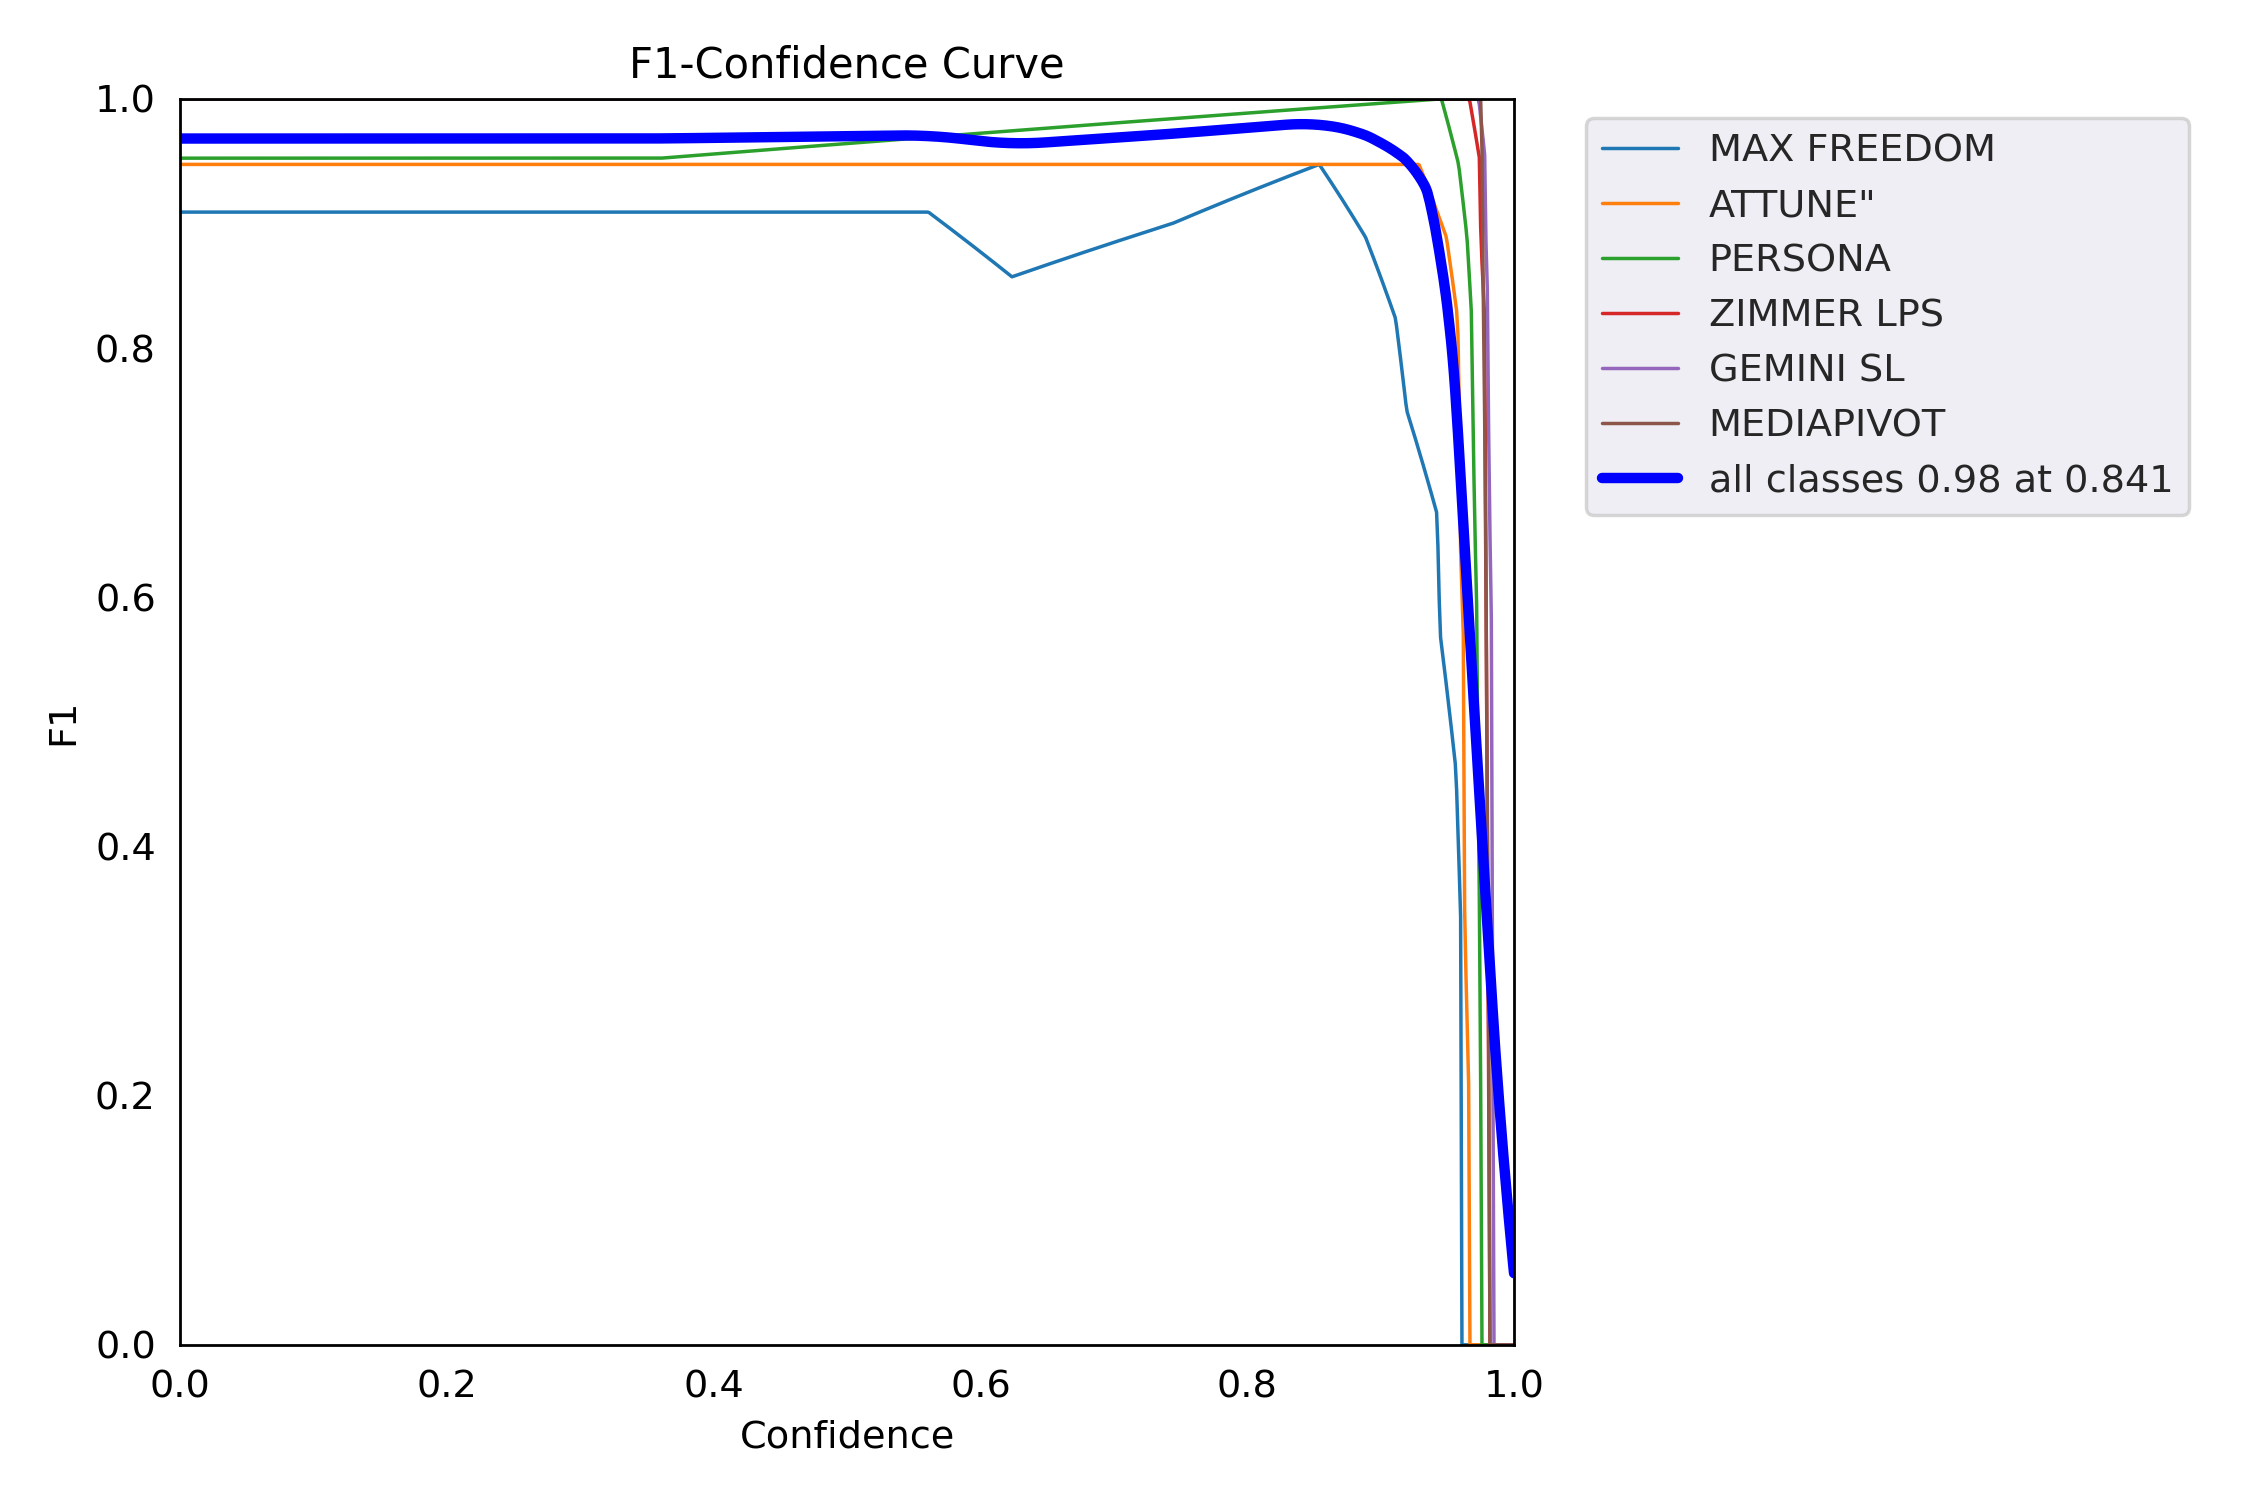 F1-Confidence Curve
1.0
0.8
0.6
0.4
0.2
0.0
F1
0.0 0.2 0.4 0.6 0.8 1.0
Confidence
MAX FREEDOM
ATTUNE"
PERSONA
ZIMMER LPS
GEMINI SL
MEDIAPIVOT
all classes 0.98 at 0.841